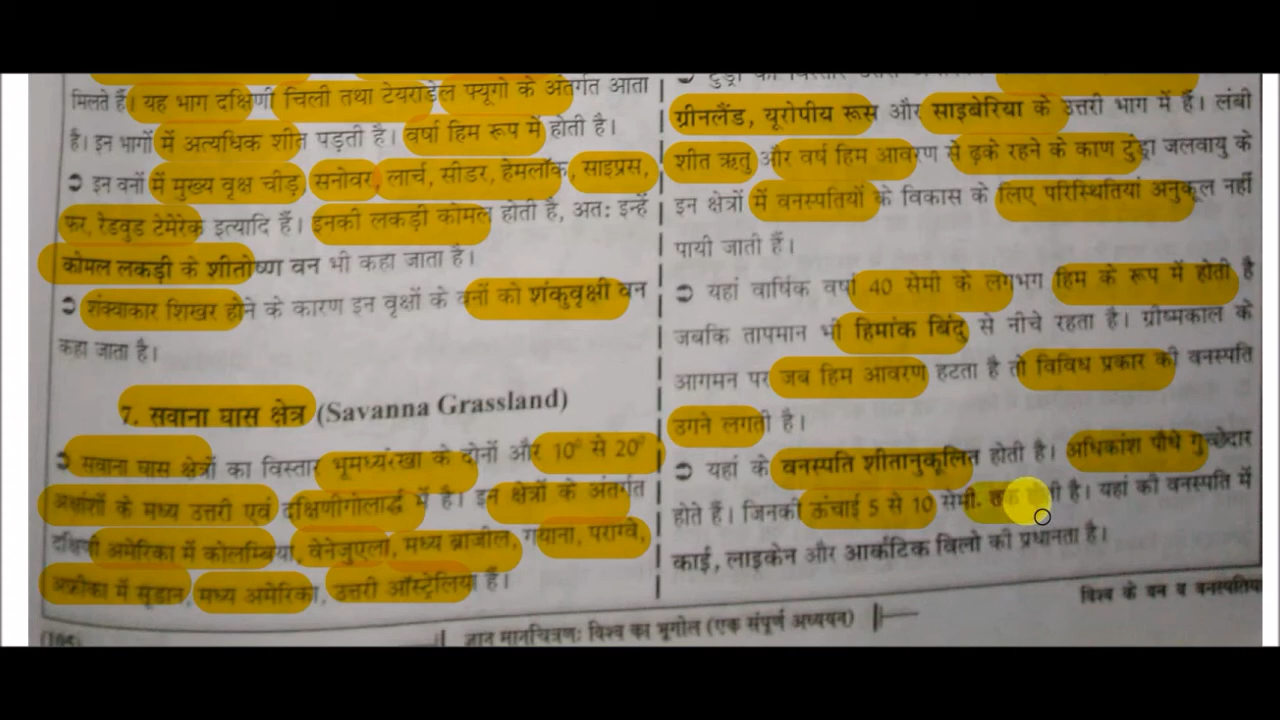 मिलते हैं। यह भाग दक्षिणी चिली तथा टेयराडेल फ्यूगो के अंतर्गत आता
है। इन भागों में अत्यधिक शीत पड़ती है। वर्षा हिम रूप में होती है।
➲ इन वनों में मुख्य वृक्ष चीड़, सनोवर, लार्च, सीडर, हेमलॉक, साइप्रस,
फर, रेडवुड टेमेरेक इत्यादि हैं। इनकी लकड़ी कोमल होती है, अत: इन्हें
कोमल लकड़ी के शीतोष्ण वन भी कहा जाता है।
➲ शंक्वाकार शिखर होने के कारण इन वृक्षों के वनों को शंकुवृक्षी वन
कहा जाता है।
7. सवाना घास क्षेत्र (Savanna Grassland)
➲ सवाना घास क्षेत्रों का विस्तार भूमध्यरेखा के दोनों और 10° से 20°
अक्षांशों के मध्य उत्तरी एवं दक्षिणीगोलार्द्ध में है। इन क्षेत्रों के अंतर्गत
दक्षिणी अमेरिका में कोलम्बिया, वेनेजुएला, मध्य ब्राजील, गयाना, पराग्वे,
अफ्रीका में सूडान, मध्य अमेरिका, उत्तरी ऑस्ट्रेलिया हैं।
ग्रीनलैंड, यूरोपीय रूस और साइबेरिया के उत्तरी भाग में हैं। लंबी
शीत ऋतु और वर्ष हिम आवरण से ढ़के रहने के काण टुंड्रा जलवायु के
इन क्षेत्रों में वनस्पतियों के विकास के लिए परिस्थितियां अनुकूल नहीं
पायी जाती हैं।
➲ यहां वार्षिक वर्षा 40 सेमी के लगभग हिम के रूप में होती है
जबकि तापमान भी हिमांक बिंदु से नीचे रहता है। ग्रीष्मकाल के
आगमन पर जब हिम आवरण हटता है तो विविध प्रकार की वनस्पति
उगने लगती है।
➲ यहां के वनस्पति शीतानुकूलित होती है। अधिकांश पौधे गुच्छेदार
होते हैं। जिनकी ऊंचाई 5 से 10 सेमी. तक है। यहां की वनस्पति में
काई, लाइकेन और आर्कटिक विलो की प्रधानता है।
विश्व के वन व वनस्पतिय
ज्ञान मानचित्रण: विश्व का भूगोल (एक संपूर्ण अध्ययन)